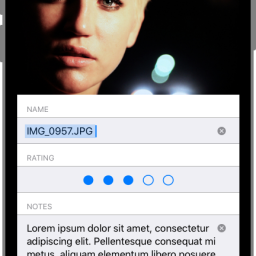 NAME
IMG_0957.JPG
RATING
NOTES
Lorem ipsum dolor sit amet, consectetur
adipiscing elit. Pellentesque consequat mi
metus, aliquam elementum libero posuere